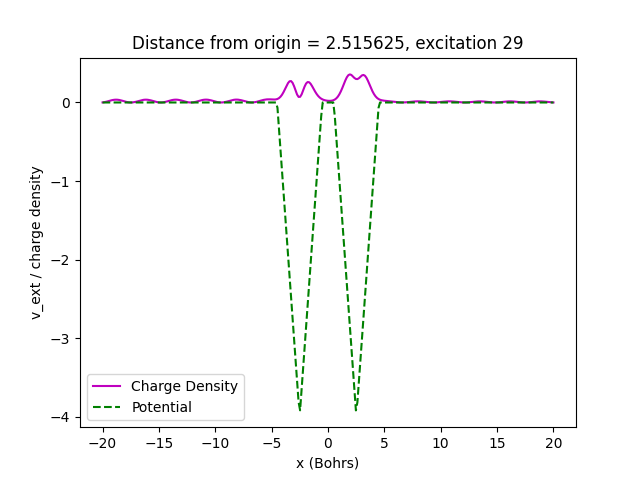 Distance from origin = 2.515625, excitation 29
v_ext / charge density
0
−1
−2
−3
−4
Charge Density
Potential
−20 −15 −10 −5 0 5 10 15 20
x (Bohrs)